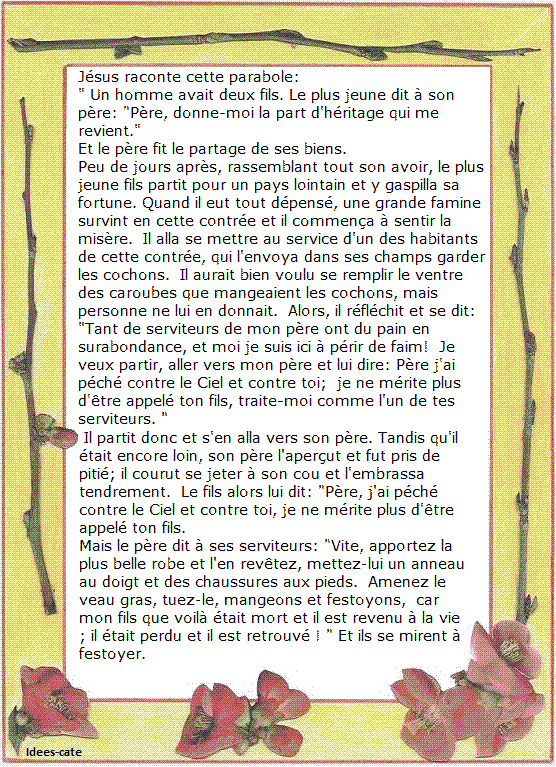 Jésus raconte cette parabole:
" Un homme avait deux fils. Le plus jeune dit à son
père: "Père, donne-moi la part d'héritage qui me
revient."
Et le père fit le partage de ses biens.
Peu de jours après, rassemblant tout son avoir, le plus
jeune fils partit pour un pays lointain et y gaspilla sa
fortune. Quand il eut tout dépensé, une grande famine
survint en cette contrée et il commença à sentir la
misère.  Il alla se mettre au service d'un des habitants
de cette contrée, qui l'envoya dans ses champs garder
les cochons.  Il aurait bien voulu se remplir le ventre
des caroubes que mangeaient les cochons, mais
personne ne lui en donnait.  Alors, il réfléchit et se dit:
"Tant de serviteurs de mon père ont du pain en
surabondance, et moi je suis ici à périr de faim!  Je
veux partir, aller vers mon père et lui dire: Père j'ai
péché contre le Ciel et contre toi;  je ne mérite plus
d'être appelé ton fils, traite-moi comme l'un de tes
serviteurs. "
Il partit donc et s'en alla vers son père. Tandis qu'il
était encore loin, son père l'aperçut et fut pris de
pitié; il courut se jeter à son cou et l'embrassa
tendrement.  Le fils alors lui dit: "Père, j'ai péché
contre le Ciel et contre toi, je ne mérite plus d'être
appelé ton fils.
Mais le père dit à ses serviteurs: "Vite, apportez la
plus belle robe et l'en revêtez, mettez-lui un anneau
au doigt et des chaussures aux pieds.  Amenez le
veau gras, tuez-le, mangeons et festoyons,  car
mon fils que voilà était mort et il est revenu à la vie
; il était perdu et il est retrouvé ! " Et ils se mirent à
festoyer.
Idees-cate